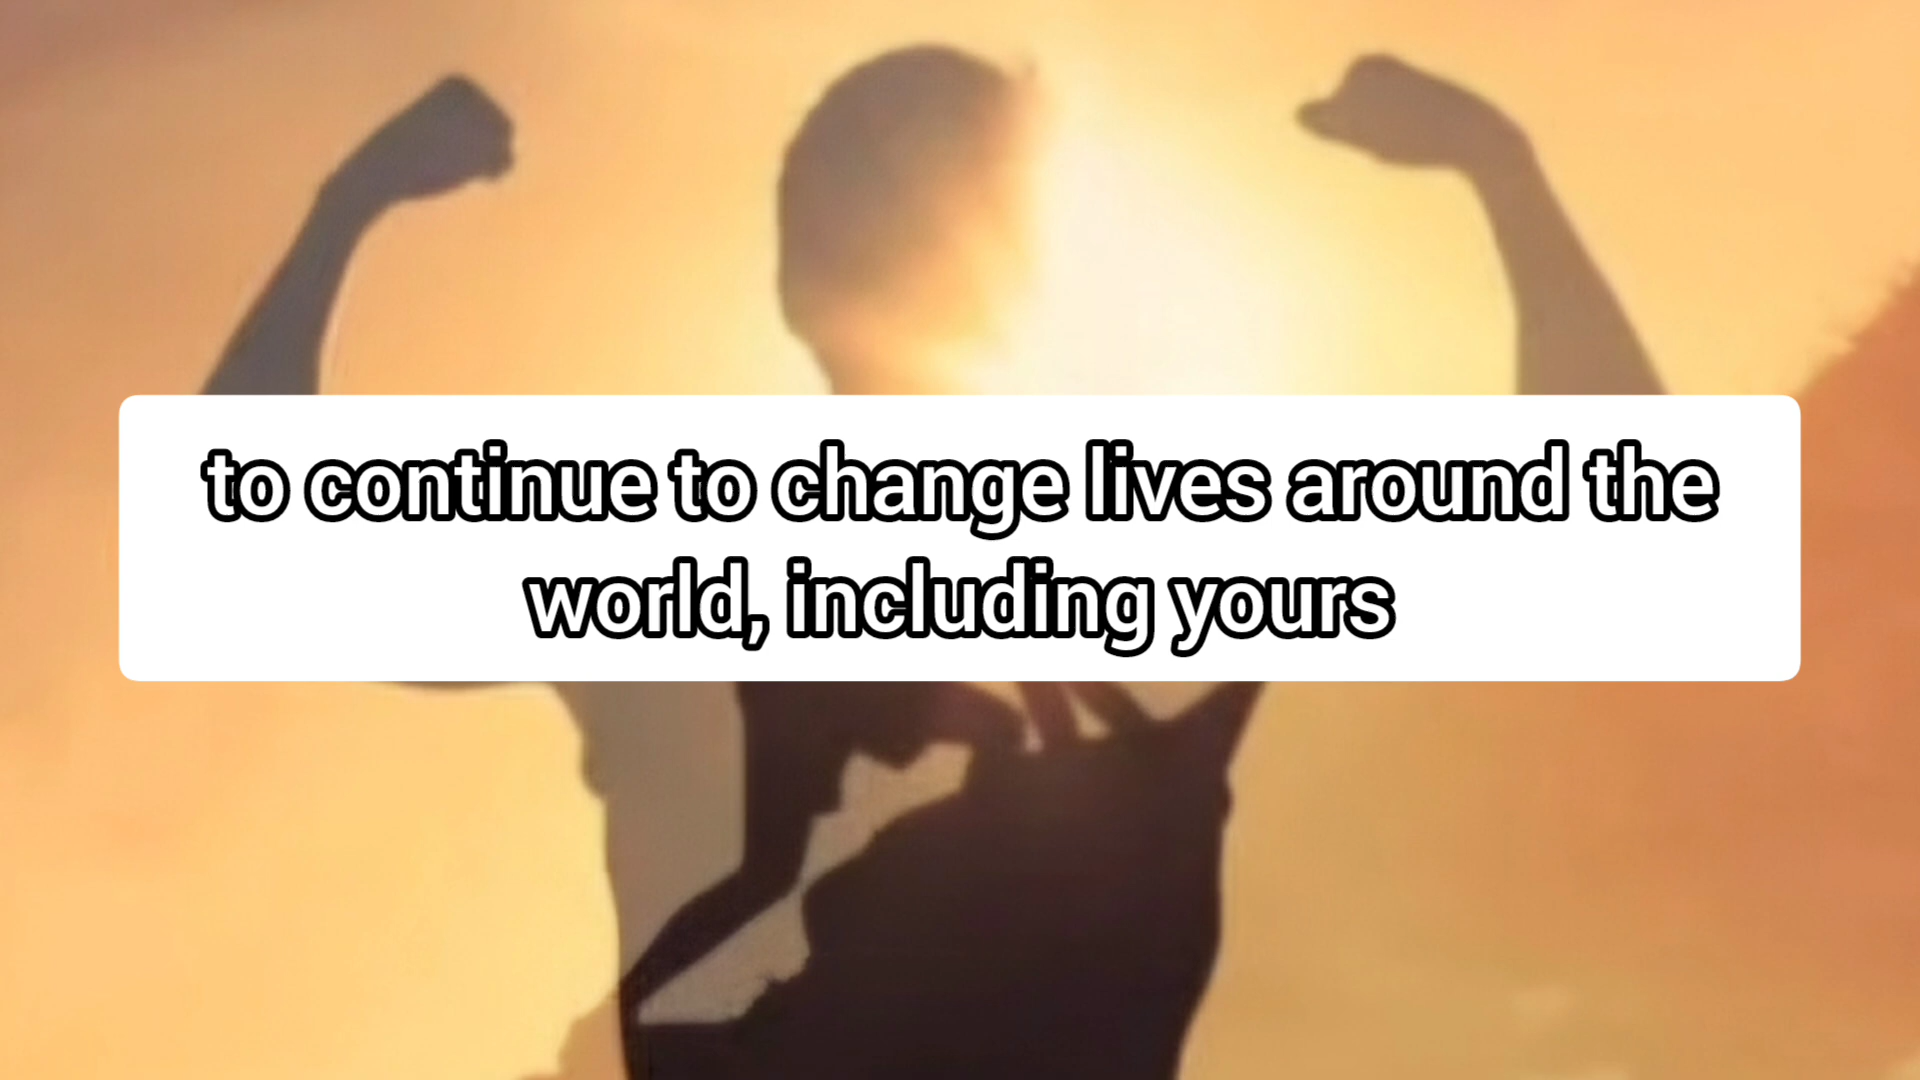 to continue to change lives around the
world, including yours